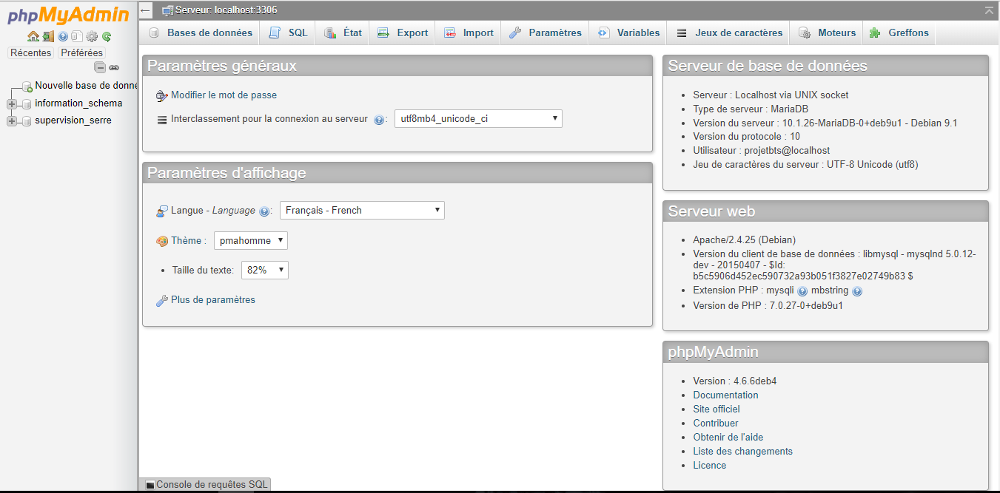 phpMyAdmin
Récentes Préférées
Nouvelle base de donné
information_schema
supervision_serre
Serveur: localhost:3306
Bases de données SQL État Export Import Paramètres Variables Jeux de caractères Moteurs Greffons
Paramètres généraux
Modifier le mot de passe
Interclassement pour la connexion au serveur : utf8mb4_unicode_ci
Paramètres d'affichage
Langue - Language : Français - French
Thème : pmahomme
Taille du texte: 82%
Plus de paramètres
Serveur de base de données
Serveur : Localhost via UNIX socket
Type de serveur : MariaDB
Version du serveur : 10.1.26-MariaDB-0+deb9u1 - Debian 9.1
Version du protocole : 10
Utilisateur : projetbts@localhost
Jeu de caractères du serveur : UTF-8 Unicode (utf8)
Serveur web
Apache/2.4.25 (Debian)
Version du client de base de données : libmysql - mysqlnd 5.0.12-
dev - 20150407 - $Id:
b5c5906d452ec590732a93b051f3827e02749b83 $
Extension PHP : mysqli mbstring
Version de PHP : 7.0.27-0+deb9u1
phpMyAdmin
Version : 4.6.6deb4
Documentation
Site officiel
Contribuer
Obtenir de l'aide
Liste des changements
Licence
Console de requêtes SQL